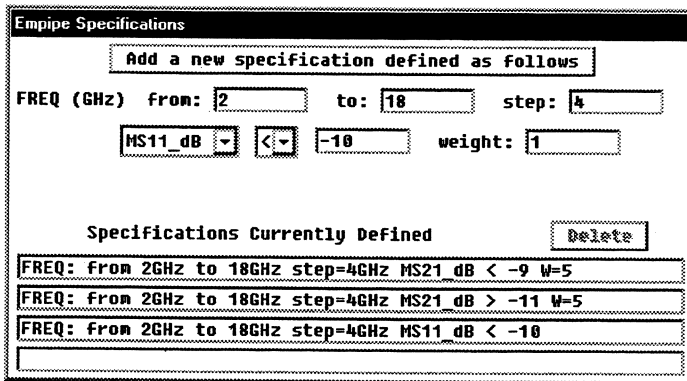 Empipe Specifications
Add a new specification defined as follows
FREQ (GHz) from: 2 to: 18 step: 4
MS11_dB < -10 weight: 1
Specifications Currently Defined Delete
FREQ: from 2GHz to 18GHz step=4GHz MS21_dB < -9 W=5
FREQ: from 2GHz to 18GHz step=4GHz MS21_dB > -11 W=5
FREQ: from 2GHz to 18GHz step=4GHz MS11_dB < -10